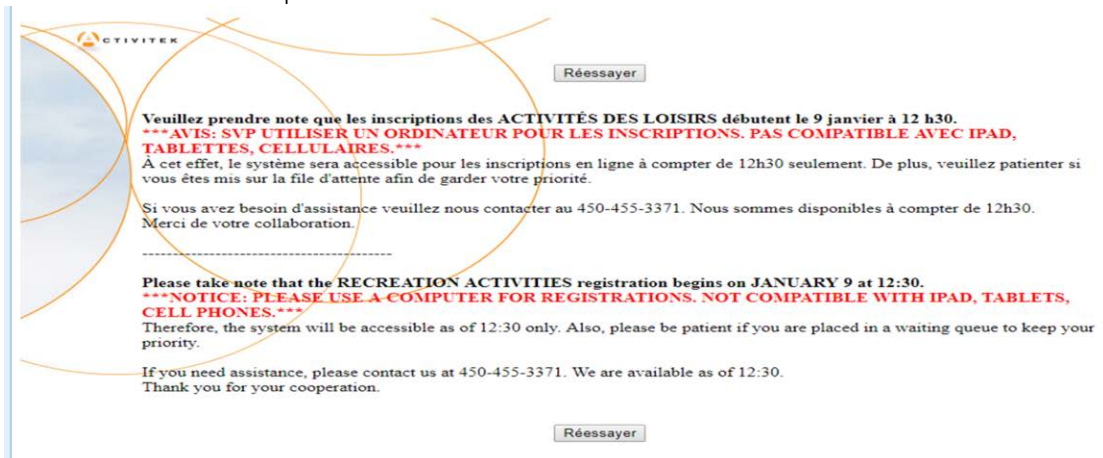 ACTIVITEK
Réessayer
Veuillez prendre note que les inscriptions des ACTIVITÉS DES LOISIRS débutent le 9 janvier à 12 h30.
***AVIS: SVP UTILISER UN ORDINATEUR POUR LES INSCRIPTIONS. PAS COMPATIBLE AVEC IPAD,
TABLETTES, CELLULAIRES.***
À cet effet, le système sera accessible pour les inscriptions en ligne à compter de 12h30 seulement. De plus, veuillez patienter si
vous êtes mis sur la file d'attente afin de garder votre priorité.
Si vous avez besoin d'assistance veuillez nous contacter au 450-455-3371. Nous sommes disponibles à compter de 12h30.
Merci de votre collaboration.
----------------------------------------
Please take note that the RECREATION ACTIVITIES registration begins on JANUARY 9 at 12:30.
***NOTICE: PLEASE USE A COMPUTER FOR REGISTRATIONS. NOT COMPATIBLE WITH IPAD, TABLETS,
CELL PHONES.***
Therefore, the system will be accessible as of 12:30 only. Also, please be patient if you are placed in a waiting queue to keep your
priority.
If you need assistance, please contact us at 450-455-3371. We are available as of 12:30.
Thank you for your cooperation.
Réessayer